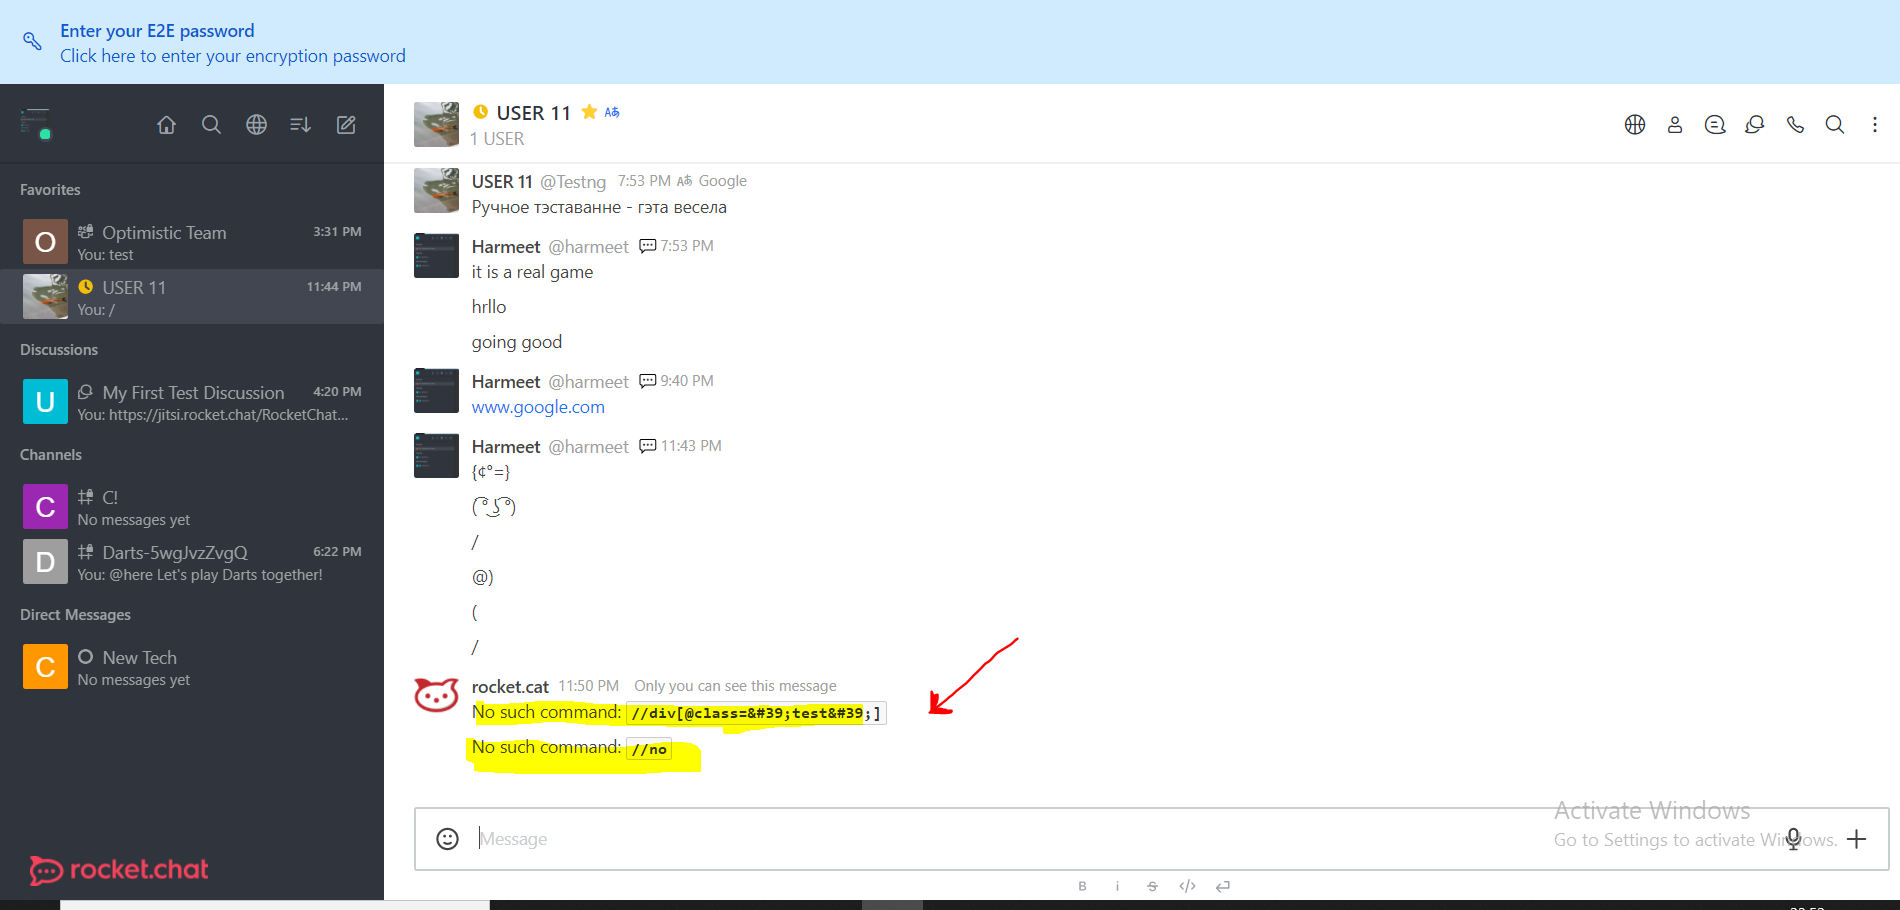 Enter your E2E password
Click here to enter your encryption password
Favorites
O Optimistic Team 3:31 PM
You: test
USER 11 11:44 PM
You: /
Discussions
U My First Test Discussion 4:20 PM
You: https://jitsi.rocket.chat/RocketChat...
Channels
C C!
No messages yet
D Darts-5wgJvzZvgQ 6:22 PM
You: @here Let's play Darts together!
Direct Messages
C New Tech
No messages yet
rocket.chat
USER 11 Aあ
1 USER
USER 11 @Testng 7:53 PM Aあ Google
Ручное тэставанне - гэта весела
Harmeet @harmeet 7:53 PM
it is a real game
hrllo
going good
Harmeet @harmeet 9:40 PM
www.google.com
Harmeet @harmeet 11:43 PM
{¢°=}
( ͡° ͜ʖ ͡°)
/
@)
(
/
rocket.cat 11:50 PM Only you can see this message
No such command: //div[@class=&#39;test&#39;]
No such command: //no
Message
Activate Windows
Go to Settings to activate Windows.
B i S </>